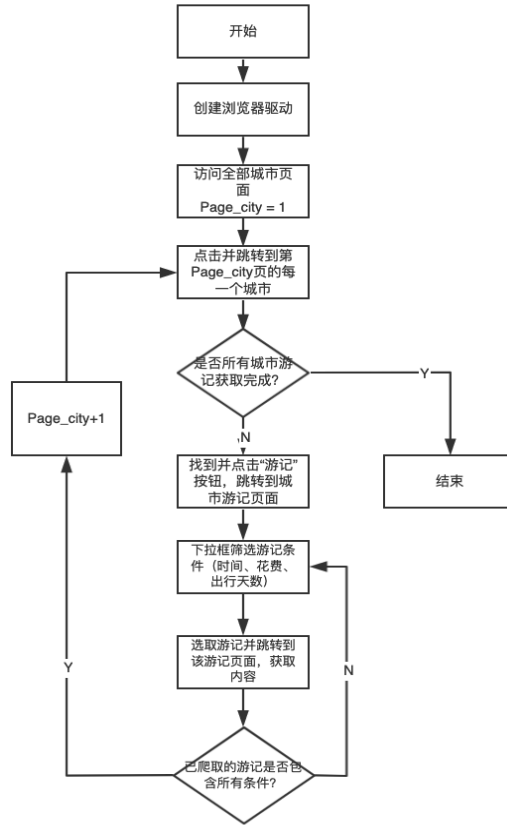 开始
创建浏览器驱动
访问全部城市页
面
Page_city = 1
点击并跳转到第
Page_city页的每
一个城市
是否所有城市游
记获取完成?
Y
Page_city+1
,N
找到并点击“游记”
按钮，跳转到城
市游记页面
结束
下拉框筛选游记条
件（时间、花费、
出行天数）
选取游记并跳转到
该游记页面，获取
内容
Y
N
已爬取的游记是否包
含所有条件?